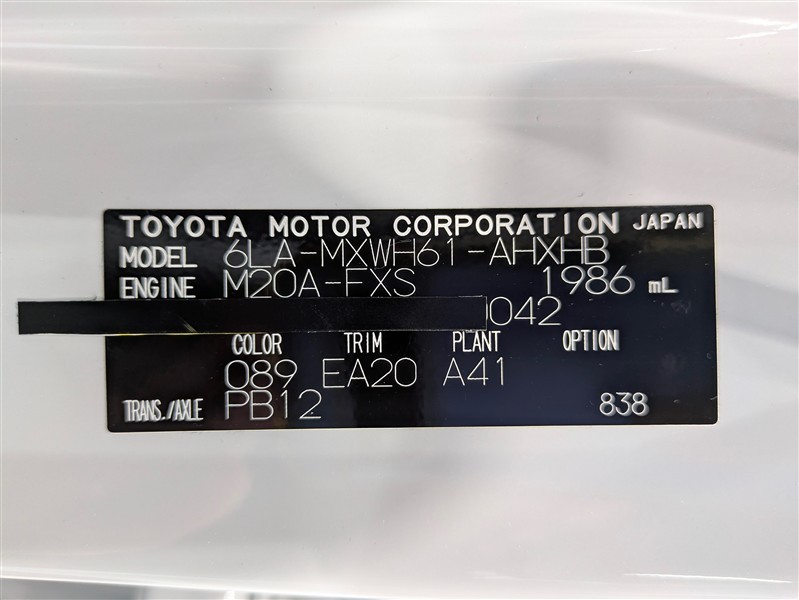 TOYOTA MOTOR CORPORATION JAPAN
MODEL 6LA-MXWH61-AHXHB
ENGINE M20A-FXS 1986 mL
042
COLOR TRIM PLANT OPTION
089 EA20 A41
TRANS./AXLE PB12 838